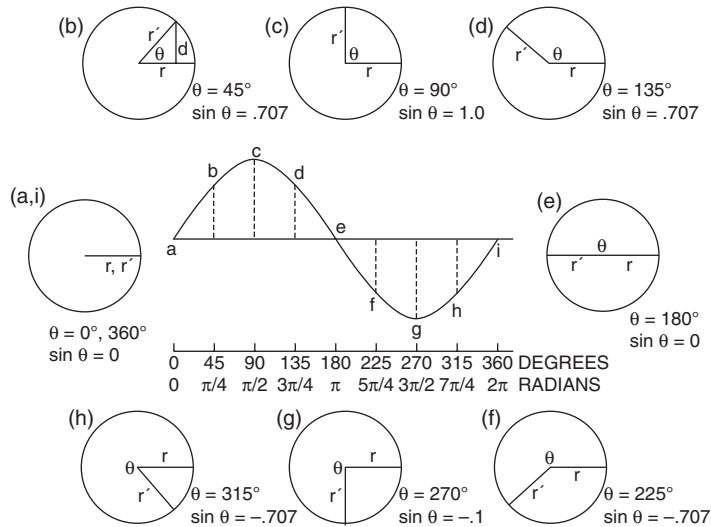 (b)
r´
θ
d
r
θ = 45°
sin θ = .707
(c)
r´
θ
r
θ = 90°
sin θ = 1.0
(d)
r´
θ
r
θ = 135°
sin θ = .707
(a,i)
r, r´
θ = 0°, 360°
sin θ = 0
a
b
c
d
e
f
g
h
i
(e)
θ
r´ r
θ = 180°
sin θ = 0
0 45 90 135 180 225 270 315 360 DEGREES
0 π/4 π/2 3π/4 π 5π/4 3π/2 7π/4 2π RADIANS
(h)
r
θ
r´
θ = 315°
sin θ = –.707
(g)
r
θ
r´
θ = 270°
sin θ = –.1
(f)
θ
r´ r
θ = 225°
sin θ = –.707